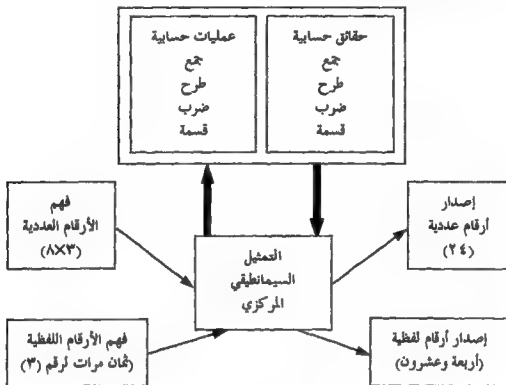 حقائق حسابية
جمع
طرح
ضرب
قسمة
عمليات حسابية
جمع
طرح
ضرب
قسمة
إصدار
أرقام عددية
(٢٤)
التمثيل
السيمانطيقي
المركزي
فهم
الأرقام العددية
(٣×٨)
إصدار أرقام لفظية
(أربعة وعشرون)
فهم الأرقام اللفظية
(ثمان مرات لرقم (٣)